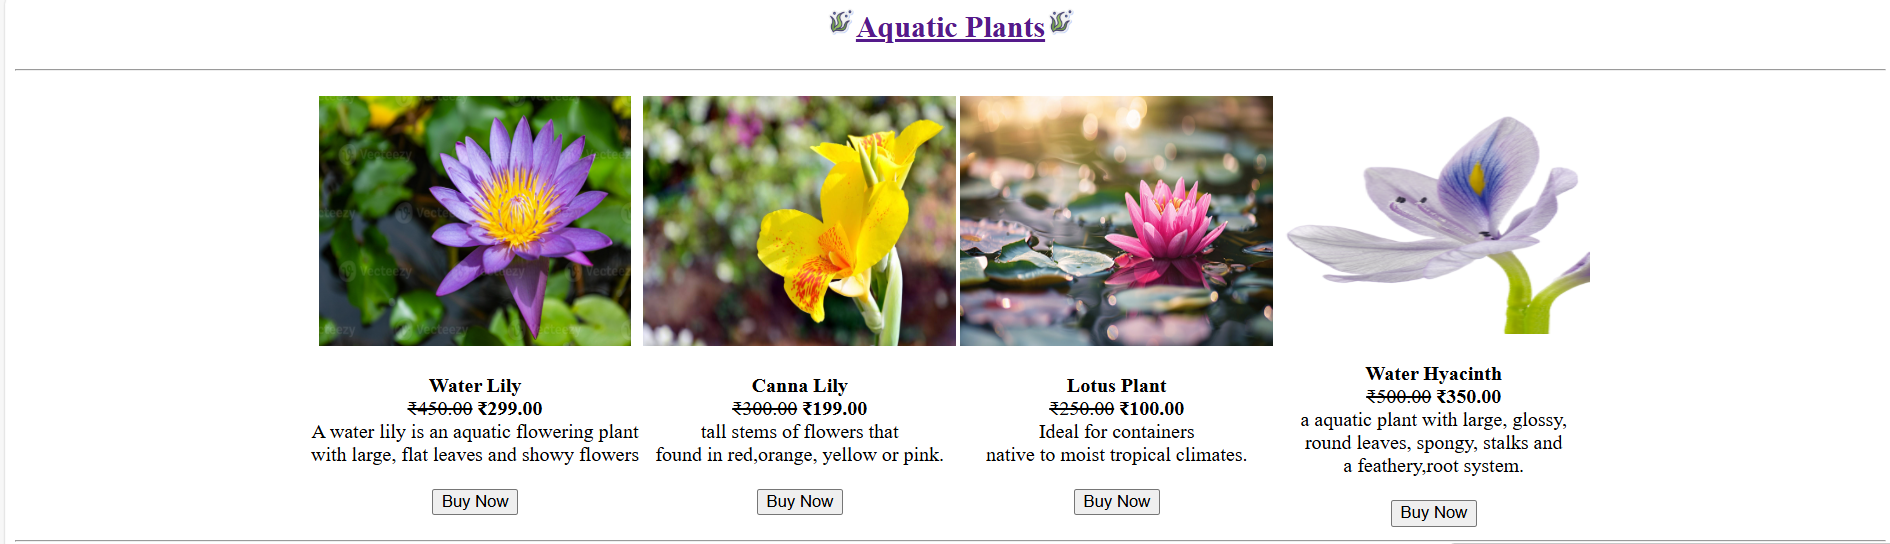 Aquatic Plants
Vecteezy
Vecteezy
Vecteezy
Vecteezy
Water Lily
₹450.00 ₹299.00
A water lily is an aquatic flowering plant
with large, flat leaves and showy flowers
Buy Now
Canna Lily
₹300.00 ₹199.00
tall stems of flowers that
found in red,orange, yellow or pink.
Buy Now
Lotus Plant
₹250.00 ₹100.00
Ideal for containers
native to moist tropical climates.
Buy Now
Water Hyacinth
₹500.00 ₹350.00
a aquatic plant with large, glossy,
round leaves, spongy, stalks and
a feathery,root system.
Buy Now